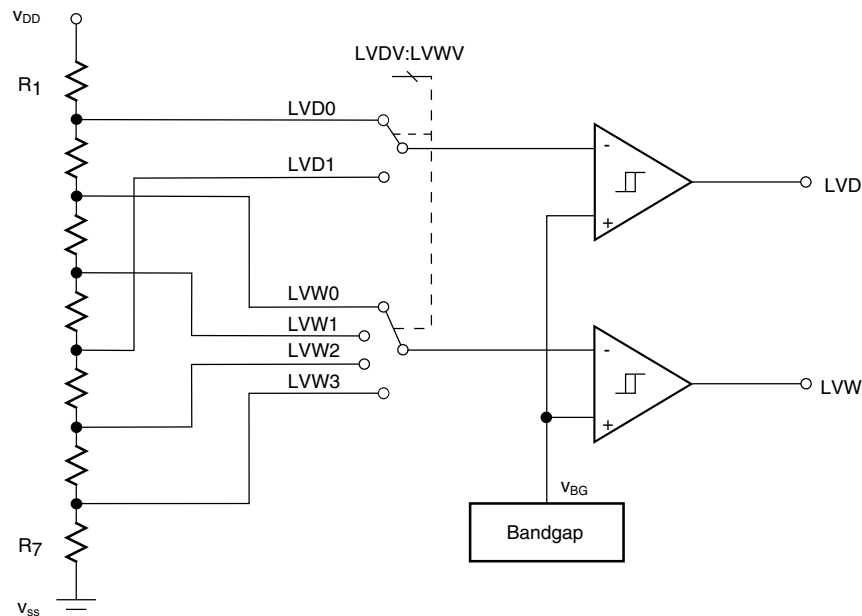 VDD
LVDV:LVWV
R1
LVD0
-
LVD1
LVD
+
LVW0
LVW1
-
LVW2
LVW3
LVW
+
VBG
Bandgap
R7
Vss